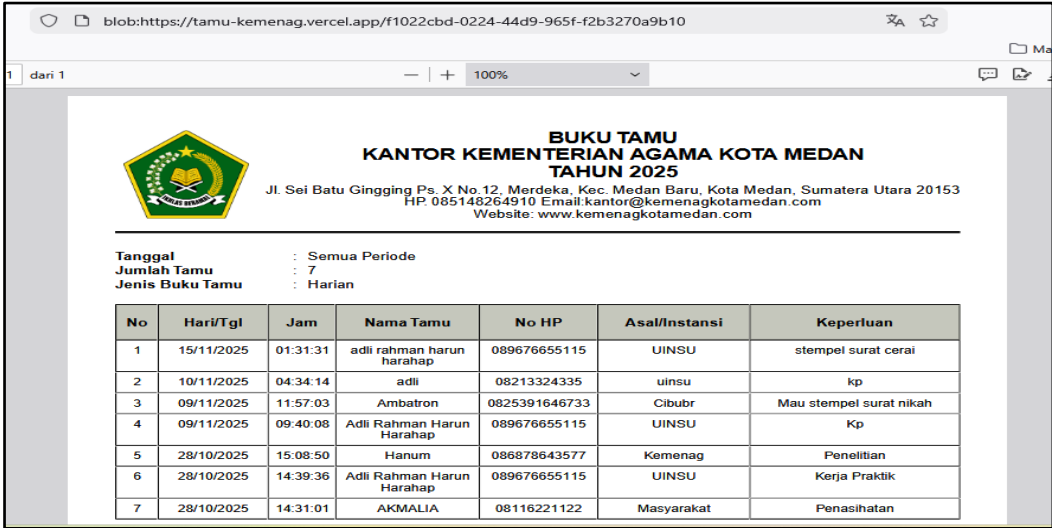 blob:https://tamu-kemenag.vercel.app/f1022cbd-0224-44d9-965f-f2b3270a9b10
Ma
1 dari 1 — + 100%
BUKU TAMU
KANTOR KEMENTERIAN AGAMA KOTA MEDAN
TAHUN 2025
Jl. Sei Batu Gingging Ps. X No.12, Merdeka, Kec. Medan Baru, Kota Medan, Sumatera Utara 20153
HP. 085148264910 Email:kantor@kemenagkotamedan.com
Website: www.kemenagkotamedan.com
IKHLAS BERAMAL
Tanggal : Semua Periode
Jumlah Tamu : 7
Jenis Buku Tamu : Harian
No Hari/Tgl Jam Nama Tamu No HP Asal/Instansi Keperluan
1 15/11/2025 01:31:31 adli rahman harun harahap 089676655115 UINSU stempel surat cerai
2 10/11/2025 04:34:14 adli 08213324335 uinsu kp
3 09/11/2025 11:57:03 Ambatron 0825391646733 Cibubr Mau stempel surat nikah
4 09/11/2025 09:40:08 Adli Rahman Harun Harahap 089676655115 UINSU Kp
5 28/10/2025 15:08:50 Hanum 086878643577 Kemenag Penelitian
6 28/10/2025 14:39:36 Adli Rahman Harun Harahap 089676655115 UINSU Kerja Praktik
7 28/10/2025 14:31:01 AKMALIA 08116221122 Masyarakat Penasihatan